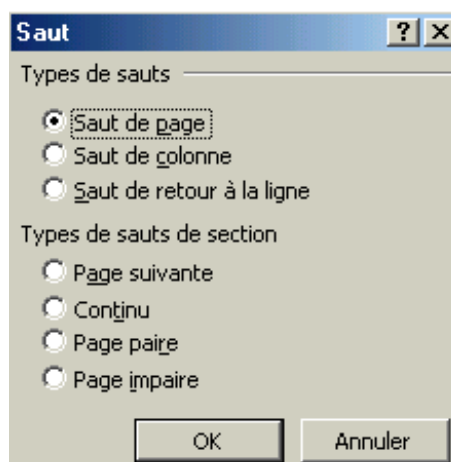 Saut
Types de sauts
Saut de page
Saut de colonne
Saut de retour à la ligne
Types de sauts de section
Page suivante
Continu
Page paire
Page impaire
OK Annuler